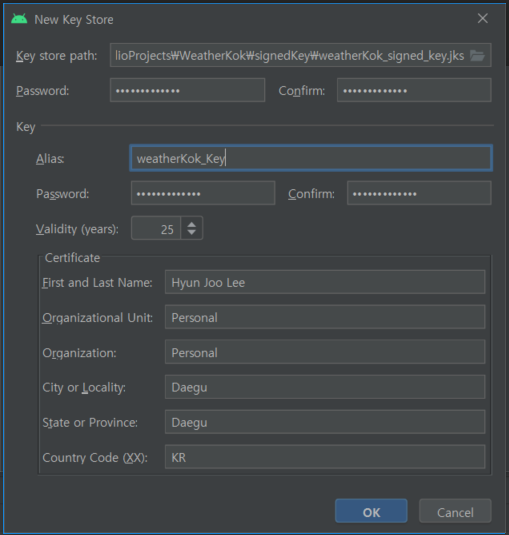 New Key Store
Key store path: lioProjects₩WeatherKok₩signedKey₩weatherKok_signed_key.jks
Password: ••••••••••••• Confirm: •••••••••••••
Key
Alias: weatherKok_Key
Password: ••••••••••••• Confirm: •••••••••••••
Validity (years): 25
Certificate
First and Last Name: Hyun Joo Lee
Organizational Unit: Personal
Organization: Personal
City or Locality: Daegu
State or Province: Daegu
Country Code (XX): KR
OK Cancel